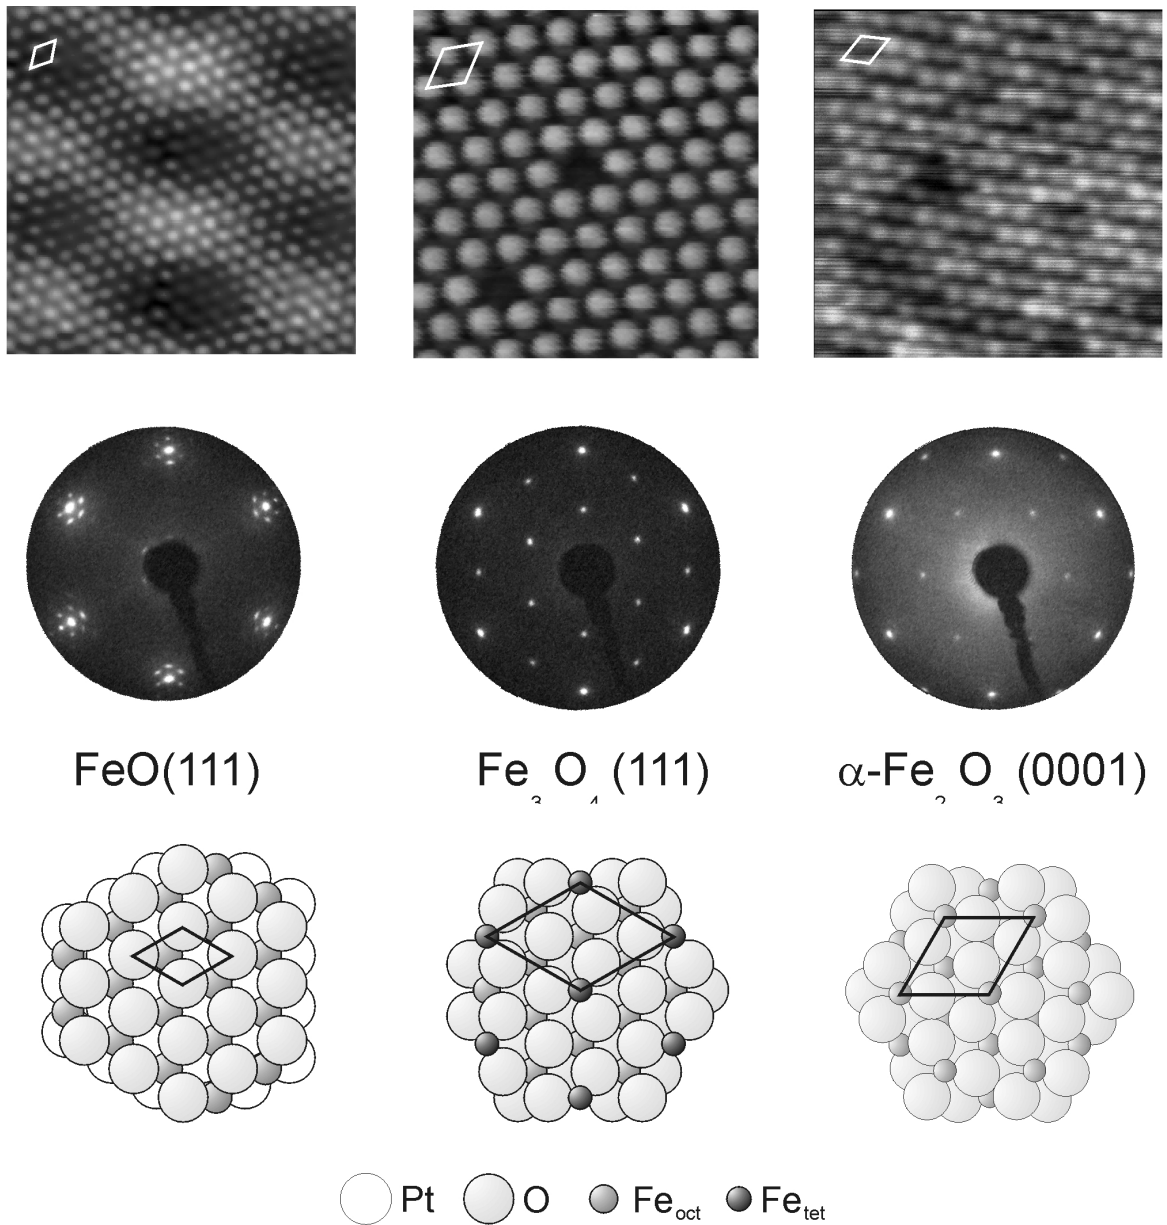 FeO(111)
Fe₃O₄(111)
α-Fe₂O₃(0001)
Pt O Feoct Fetet